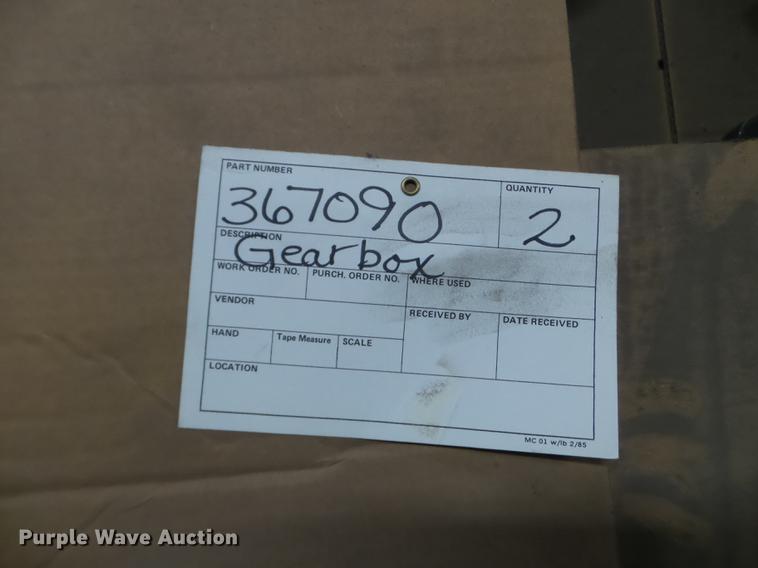 PART NUMBER
QUANTITY
367090
2
DESCRIPTION
Gearbox
WORK ORDER NO. PURCH. ORDER NO. WHERE USED
VENDOR
RECEIVED BY DATE RECEIVED
HAND Tape Measure SCALE
LOCATION
MC 01 w/lb 2/85
Purple Wave Auction®